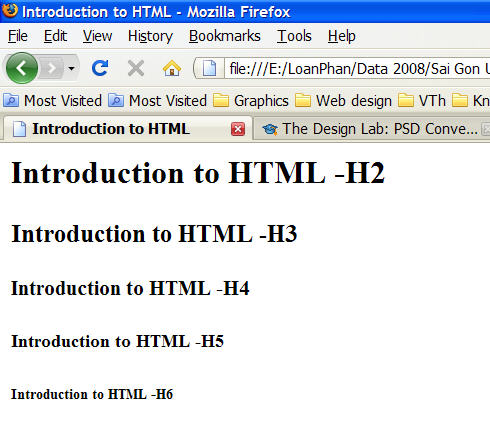 Introduction to HTML - Mozilla Firefox
File Edit View History Bookmarks Tools Help
file:///E:/LoanPhan/Data 2008/Sai Gon U
Most Visited Most Visited Graphics Web design VTh Kn
Introduction to HTML The Design Lab: PSD Conve...
Introduction to HTML -H2
Introduction to HTML -H3
Introduction to HTML -H4
Introduction to HTML -H5
Introduction to HTML -H6